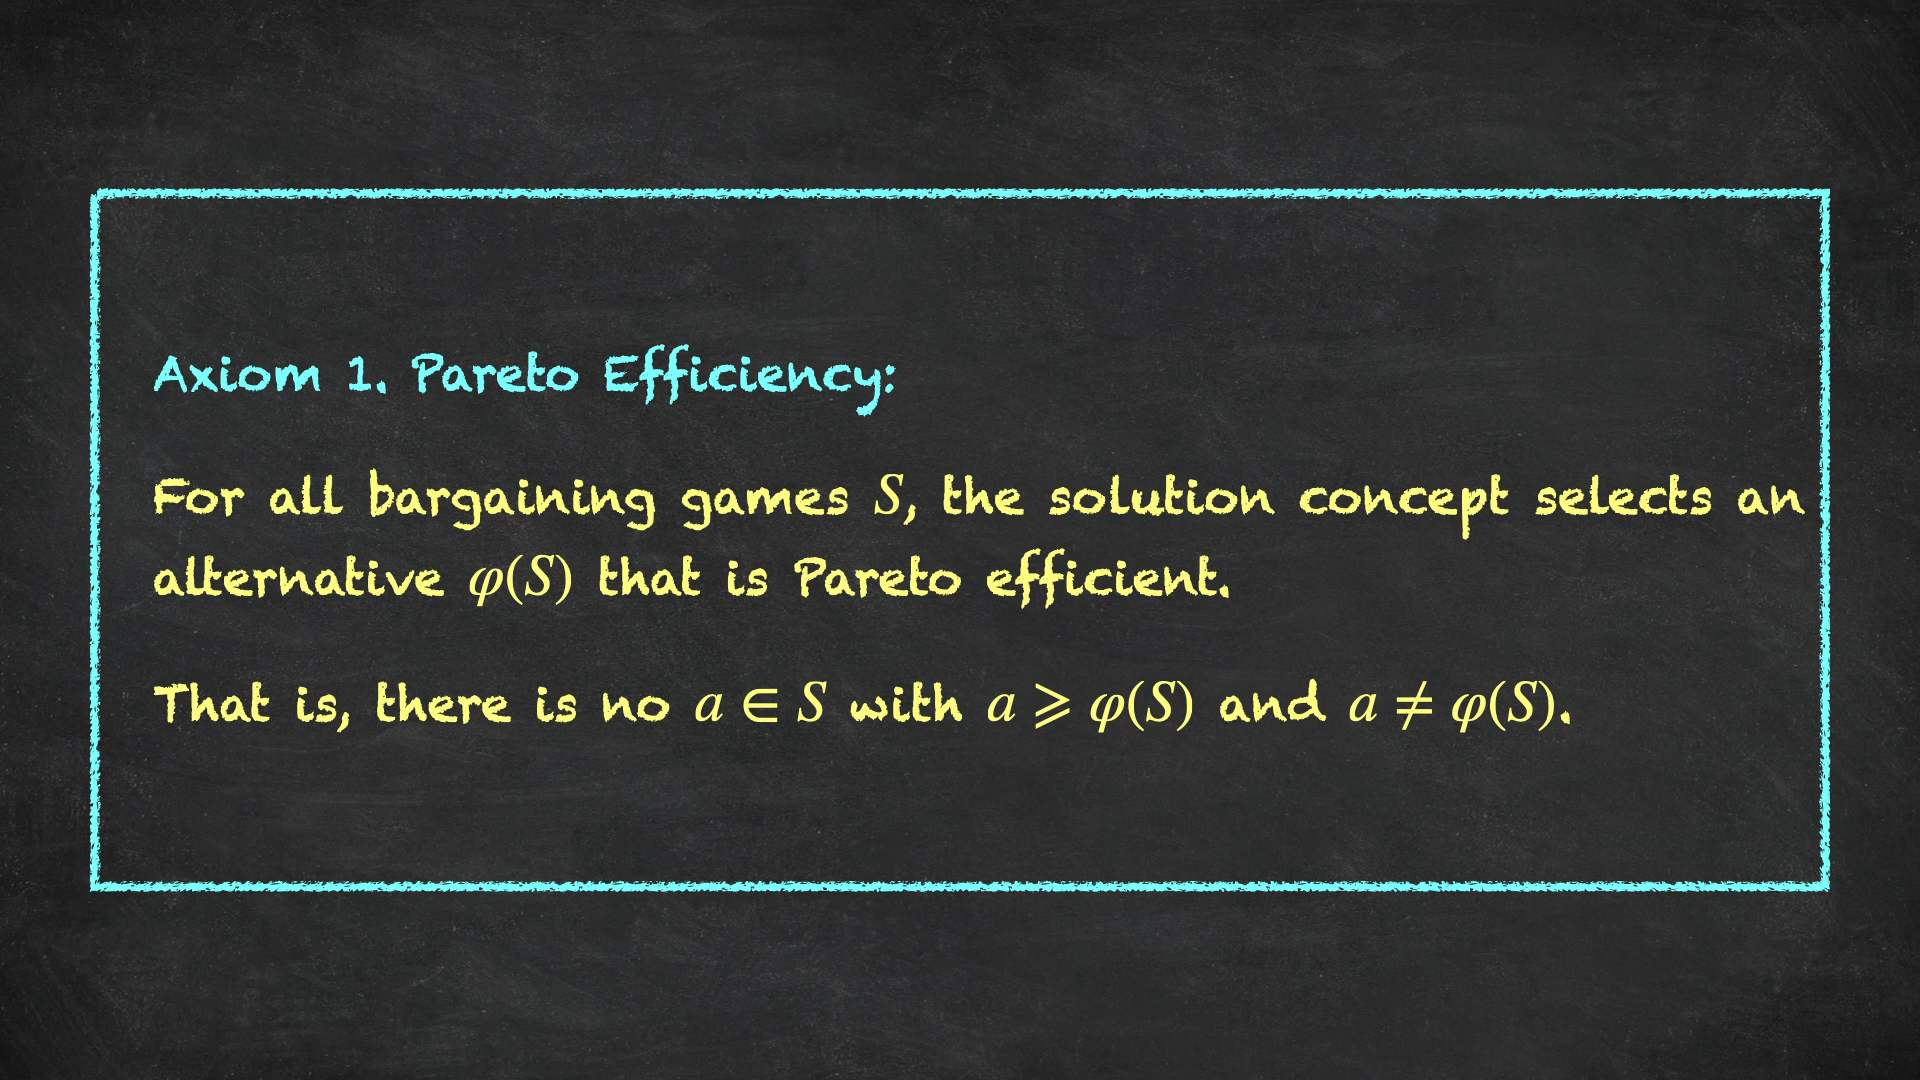 Axiom 1. Pareto Efficiency:
For all bargaining games S, the solution concept selects an
alternative φ(S) that is Pareto efficient.
That is, there is no a ∈ S with a ⩾ φ(S) and a ≠ φ(S).